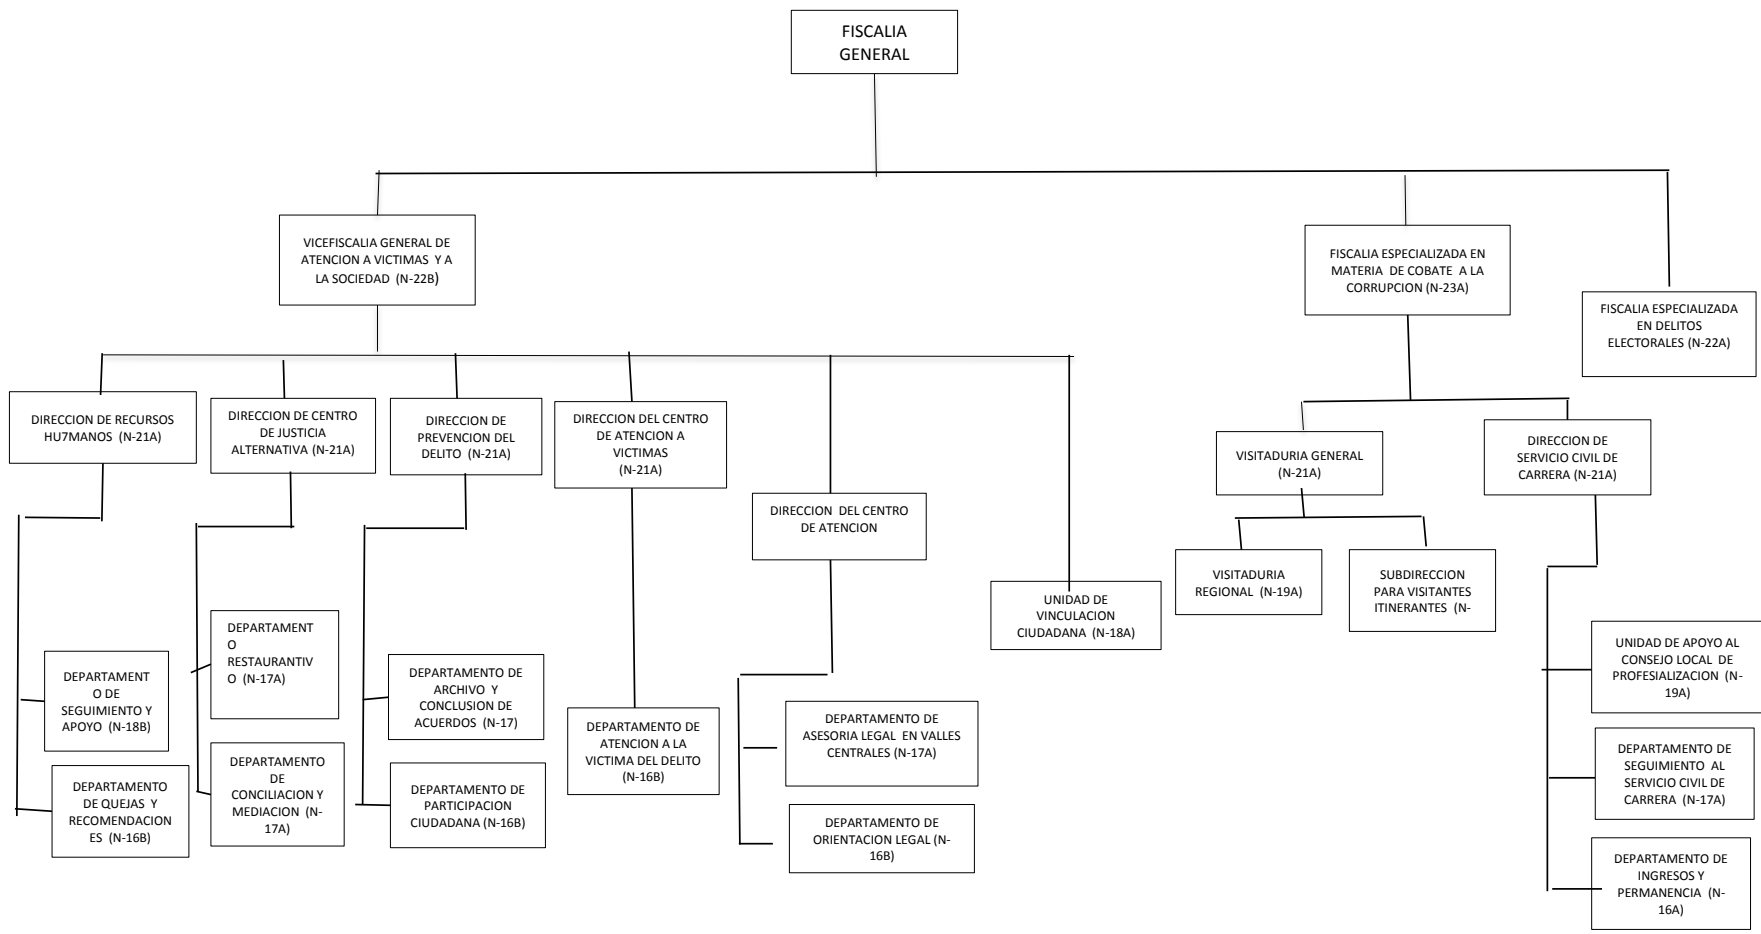 FISCALIA
GENERAL
VICEFISCALIA GENERAL DE
ATENCION A VICTIMAS Y A
LA SOCIEDAD (N-22B)
FISCALIA ESPECIALIZADA EN
MATERIA DE COBATE A LA
CORRUPCION (N-23A)
FISCALIA ESPECIALIZADA
EN DELITOS
ELECTORALES (N-22A)
DIRECCION DE RECURSOS
HU7MANOS (N-21A)
DIRECCION DE CENTRO
DE JUSTICIA
ALTERNATIVA (N-21A)
DIRECCION DE
PREVENCION DEL
DELITO (N-21A)
DIRECCION DEL CENTRO
DE ATENCION A
VICTIMAS
(N-21A)
DIRECCION DEL CENTRO
DE ATENCION
UNIDAD DE
VINCULACION
CIUDADANA (N-18A)
VISITADURIA GENERAL
(N-21A)
DIRECCION DE
SERVICIO CIVIL DE
CARRERA (N-21A)
VISITADURIA
REGIONAL (N-19A)
SUBDIRECCION
PARA VISITANTES
ITINERANTES (N-
DEPARTAMENT
O DE
SEGUIMIENTO Y
APOYO (N-18B)
DEPARTAMENTO
DE QUEJAS Y
RECOMENDACION
ES (N-16B)
DEPARTAMENT
O
RESTAURANTIV
O (N-17A)
DEPARTAMENTO
DE
CONCILIACION Y
MEDIACION (N-
17A)
DEPARTAMENTO DE
ARCHIVO Y
CONCLUSION DE
ACUERDOS (N-17)
DEPARTAMENTO DE
PARTICIPACION
CIUDADANA (N-16B)
DEPARTAMENTO DE
ATENCION A LA
VICTIMA DEL DELITO
(N-16B)
DEPARTAMENTO DE
ASESORIA LEGAL EN VALLES
CENTRALES (N-17A)
DEPARTAMENTO DE
ORIENTACION LEGAL (N-
16B)
UNIDAD DE APOYO AL
CONSEJO LOCAL DE
PROFESIALIZACION (N-
19A)
DEPARTAMENTO DE
SEGUIMIENTO AL
SERVICIO CIVIL DE
CARRERA (N-17A)
DEPARTAMENTO DE
INGRESOS Y
PERMANENCIA (N-
16A)